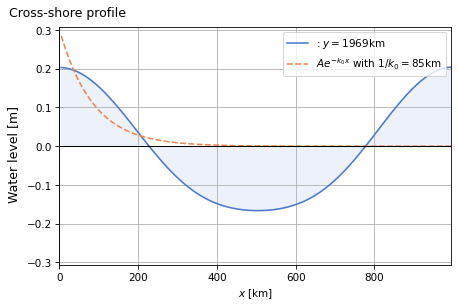 Cross-shore profile
: y = 1969km
Ae^{-k_0x} with 1/k_0 = 85km
Water level [m]
0.3
0.2
0.1
0.0
−0.1
−0.2
−0.3
0
200
400
600
800
x [km]